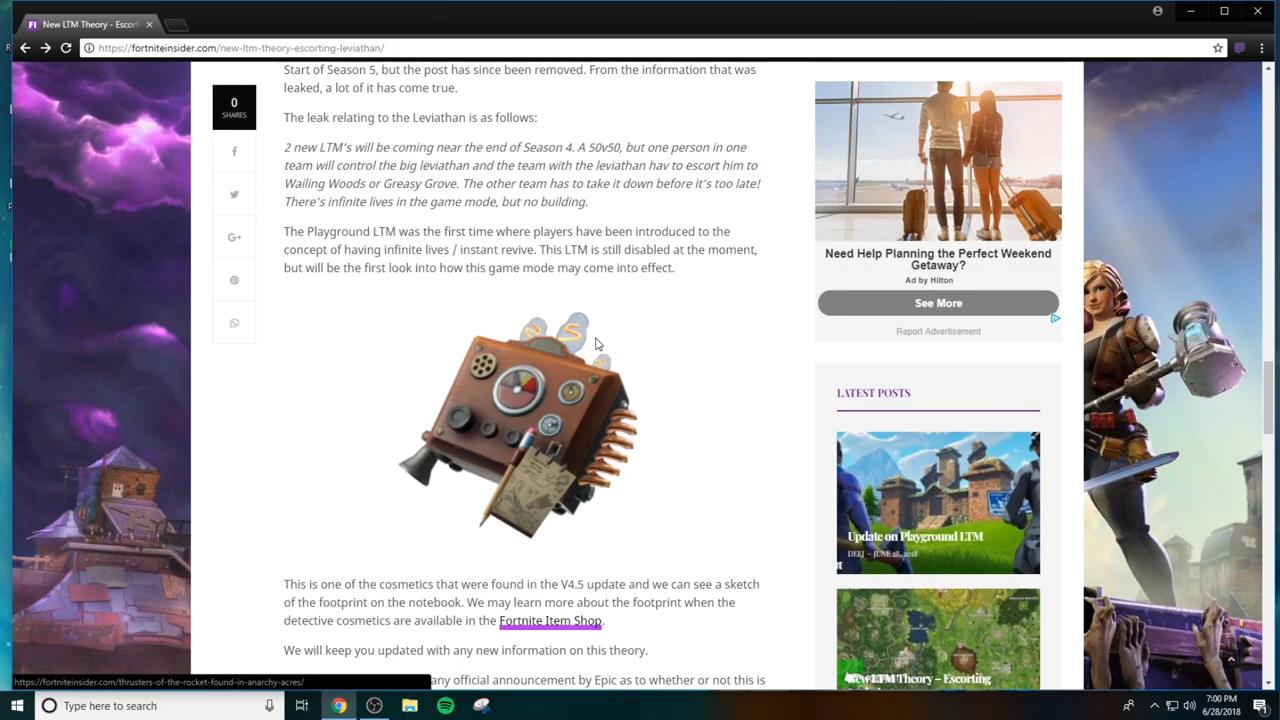 New LTM Theory - Escort
https://fortniteinsider.com/new-ltm-theory-escorting-leviathan/
0
SHARES
Start of Season 5, but the post has since been removed. From the information that was
leaked, a lot of it has come true.
The leak relating to the Leviathan is as follows:
2 new LTM's will be coming near the end of Season 4. A 50v50, but one person in one
team will control the big leviathan and the team with the leviathan hav to escort him to
Wailing Woods or Greasy Grove. The other team has to take it down before it's too late!
There's infinite lives in the game mode, but no building.
The Playground LTM was the first time where players have been introduced to the
concept of having infinite lives / instant revive. This LTM is still disabled at the moment,
but will be the first look into how this game mode may come into effect.
This is one of the cosmetics that were found in the V4.5 update and we can see a sketch
of the footprint on the notebook. We may learn more about the footprint when the
detective cosmetics are available in the Fortnite Item Shop.
We will keep you updated with any new information on this theory.
any official announcement by Epic as to whether or not this is
Need Help Planning the Perfect Weekend
Getaway?
Ad by Hilton
See More
Report Advertisement
LATEST POSTS
Update on Playground LTM
DEEJ - JUNE 28, 2018
New LTM Theory – Escorting
https://fortniteinsider.com/thrusters-of-the-rocket-found-in-anarchy-acres/
Type here to search
7:00 PM
6/28/2018